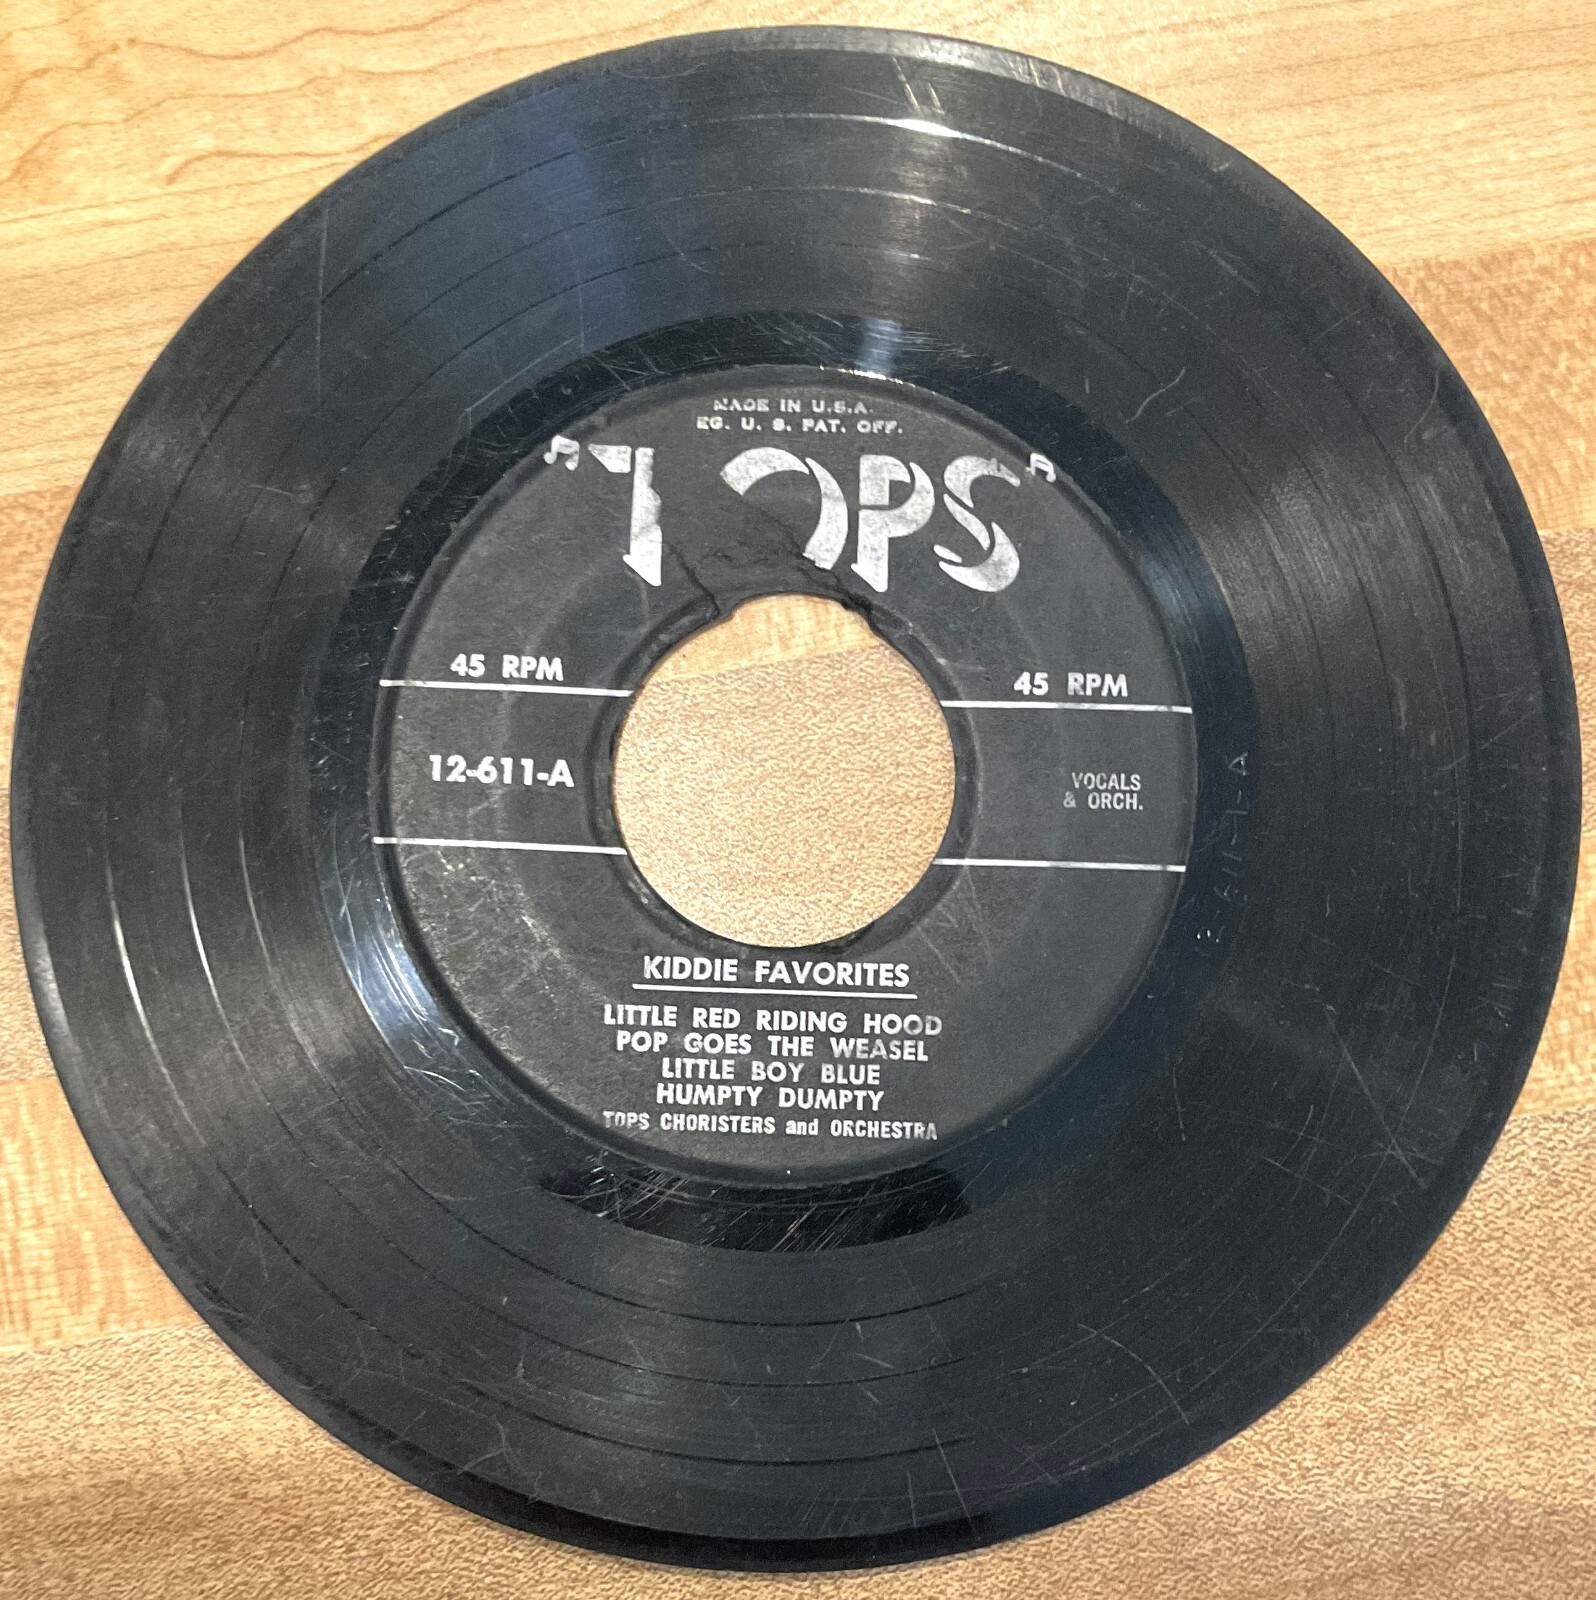 MADE IN U.S.A.
EG. U. S. PAT. OFF.
"TOPS"
45 RPM
45 RPM
12-611-A
VOCALS
& ORCH.
KIDDIE FAVORITES
LITTLE RED RIDING HOOD
POP GOES THE WEASEL
LITTLE BOY BLUE
HUMPTY DUMPTY
TOPS CHORISTERS and ORCHESTRA